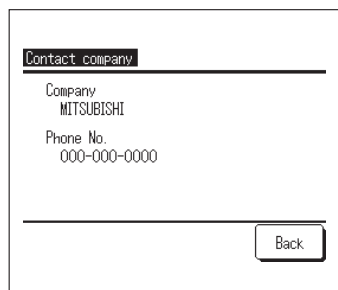 Contact company
Company
MITSUBISHI
Phone No.
000-000-0000
Back